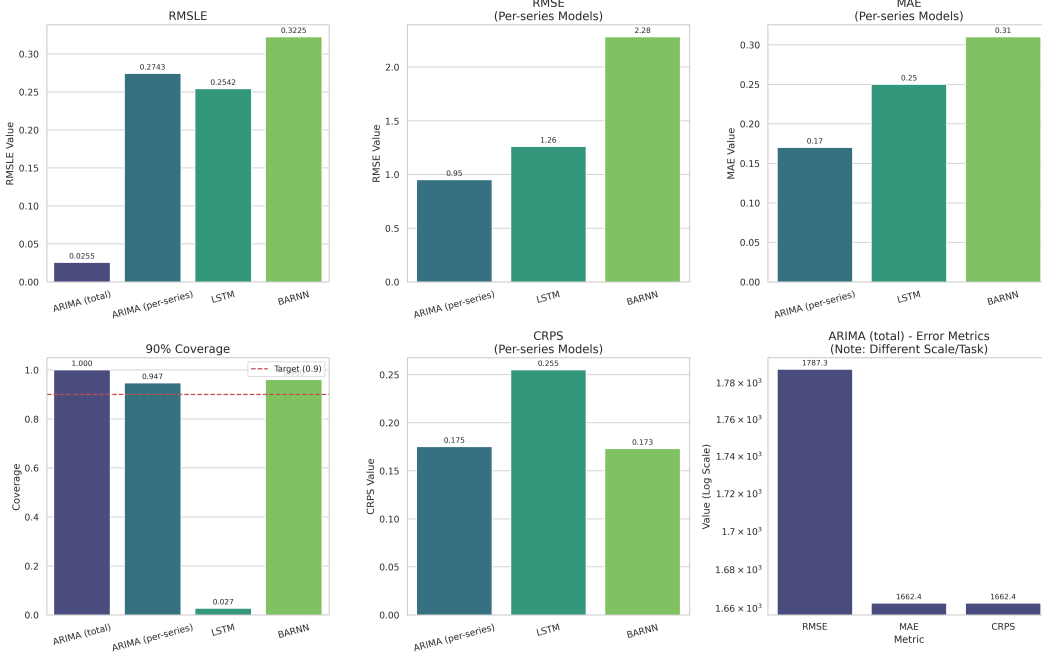 RMSLE
0.3225
0.2743
0.2542
0.0255
0.30
0.25
0.20
0.15
0.10
0.05
0.00
RMSLE Value
ARIMA (total)
ARIMA (per-series)
LSTM
BARNN
RMSE
(Per-series Models)
2.28
1.26
0.95
2.0
1.5
1.0
0.5
0.0
RMSE Value
ARIMA (per-series)
LSTM
BARNN
MAE
(Per-series Models)
0.31
0.25
0.17
0.30
0.25
0.20
0.15
0.10
0.05
0.00
MAE Value
ARIMA (per-series)
LSTM
BARNN
90% Coverage
1.000
0.947
0.027
Target (0.9)
1.0
0.8
0.6
0.4
0.2
0.0
Coverage
ARIMA (total)
ARIMA (per-series)
LSTM
BARNN
CRPS
(Per-series Models)
0.255
0.175
0.173
0.25
0.20
0.15
0.10
0.05
0.00
CRPS Value
ARIMA (per-series)
LSTM
BARNN
ARIMA (total) - Error Metrics
(Note: Different Scale/Task)
1787.3
1662.4
1662.4
1.78 × 10³
1.76 × 10³
1.74 × 10³
1.72 × 10³
1.7 × 10³
1.68 × 10³
1.66 × 10³
Value (Log Scale)
RMSE
MAE
CRPS
Metric